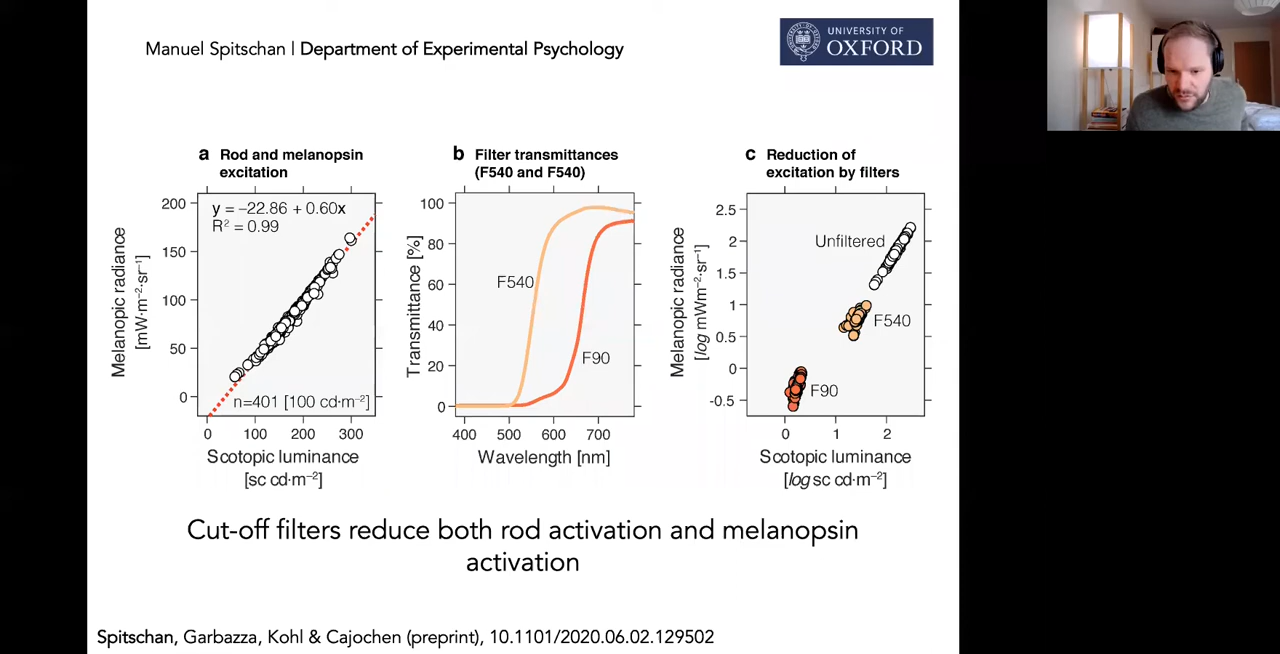 Manuel Spitschan | Department of Experimental Psychology
UNIVERSITY OF
OXFORD
a Rod and melanopsin
excitation
y = −22.86 + 0.60x
R² = 0.99
200
150
100
50
0
Melanopic radiance
[mW·m⁻²·sr⁻¹]
n=401 [100 cd·m⁻²]
0 100 200 300
Scotopic luminance
[sc cd·m⁻²]
b Filter transmittances
(F540 and F540)
100
80
60
40
20
0
Transmittance [%]
F540
F90
400 500 600 700
Wavelength [nm]
c Reduction of
excitation by filters
2.5
2
1.5
1
0.5
0
-0.5
Melanopic radiance
[log mWm⁻²·sr⁻¹]
Unfiltered
F540
F90
0 1 2
Scotopic luminance
[log sc cd·m⁻²]
Cut-off filters reduce both rod activation and melanopsin
activation
Spitschan, Garbazza, Kohl & Cajochen (preprint), 10.1101/2020.06.02.129502